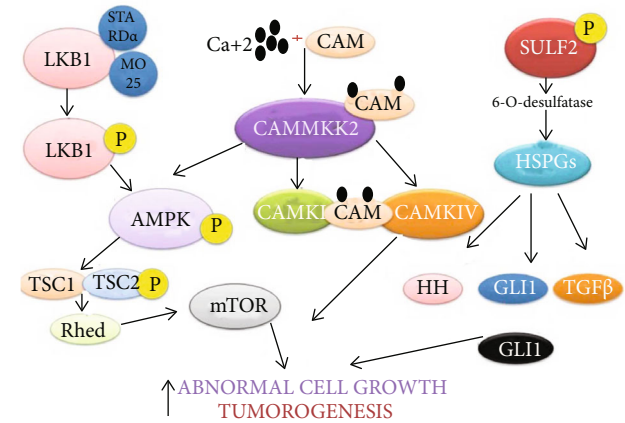 STA
RDα
LKB1
MO
25
Ca+2
+
CAM
SULF2
P
CAM
CAMMKK2
6-O-desulfatase
LKB1
P
HSPGs
AMPK
P
CAMKI
CAM
CAMKIV
TSC1
TSC2
P
HH
GLI1
TGFβ
Rhed
mTOR
GLI1
ABNORMAL CELL GROWTH
TUMOROGENESIS